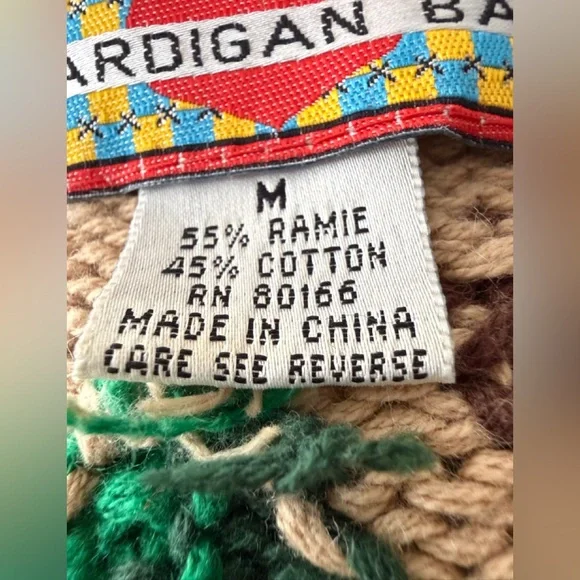 ARDIGAN BA
M
55% RAMIE
45% COTTON
RN 80166
MADE IN CHINA
CARE SEE REVERSE